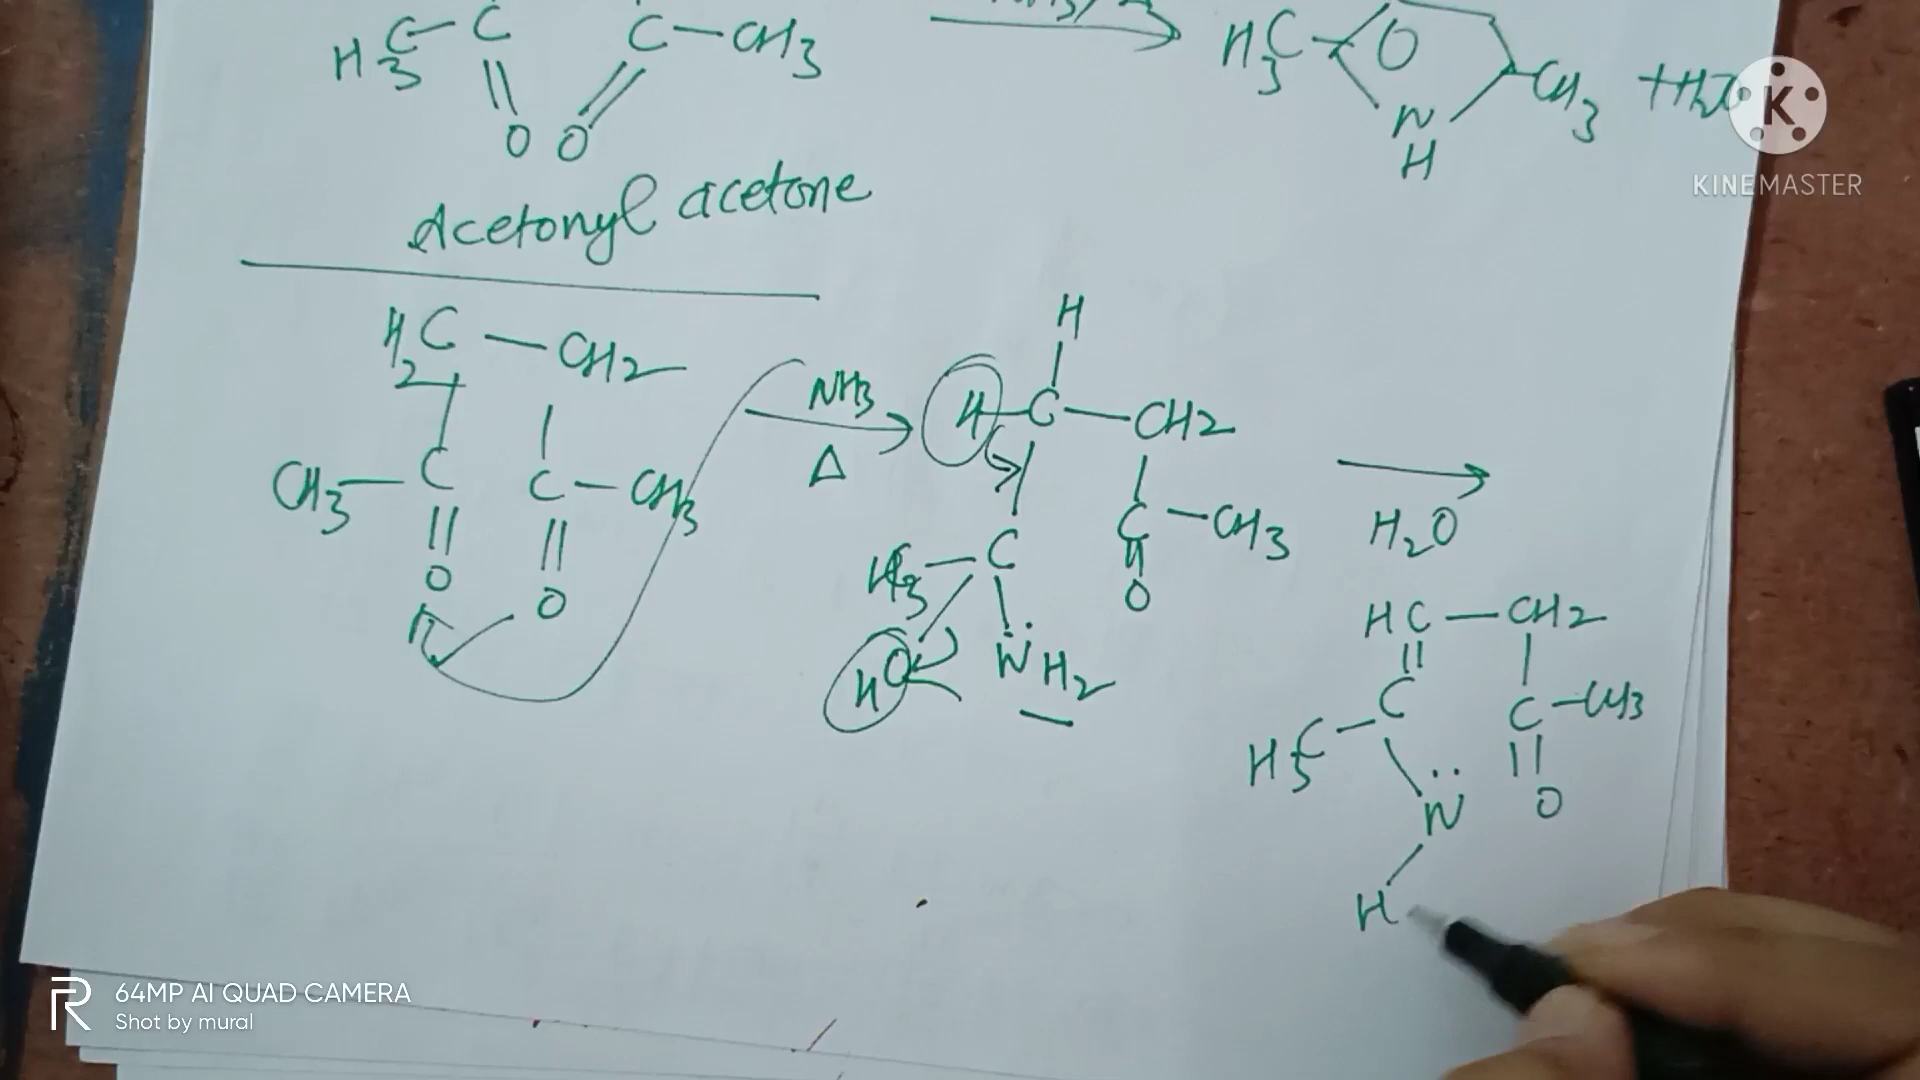 H3C—C C—CH3
O O
H3C O CH3 + H2O
N
H
K
KINEMASTER
Acetonyl acetone
H2C — CH2
CH3— C C — CH3
O O
NH3
Δ
H
H—C — CH2
C — CH3
O
H3C — C
HO NH2
H2O
HC — CH2
C C—CH3
H3C N O
H
64MP AI QUAD CAMERA
Shot by mural